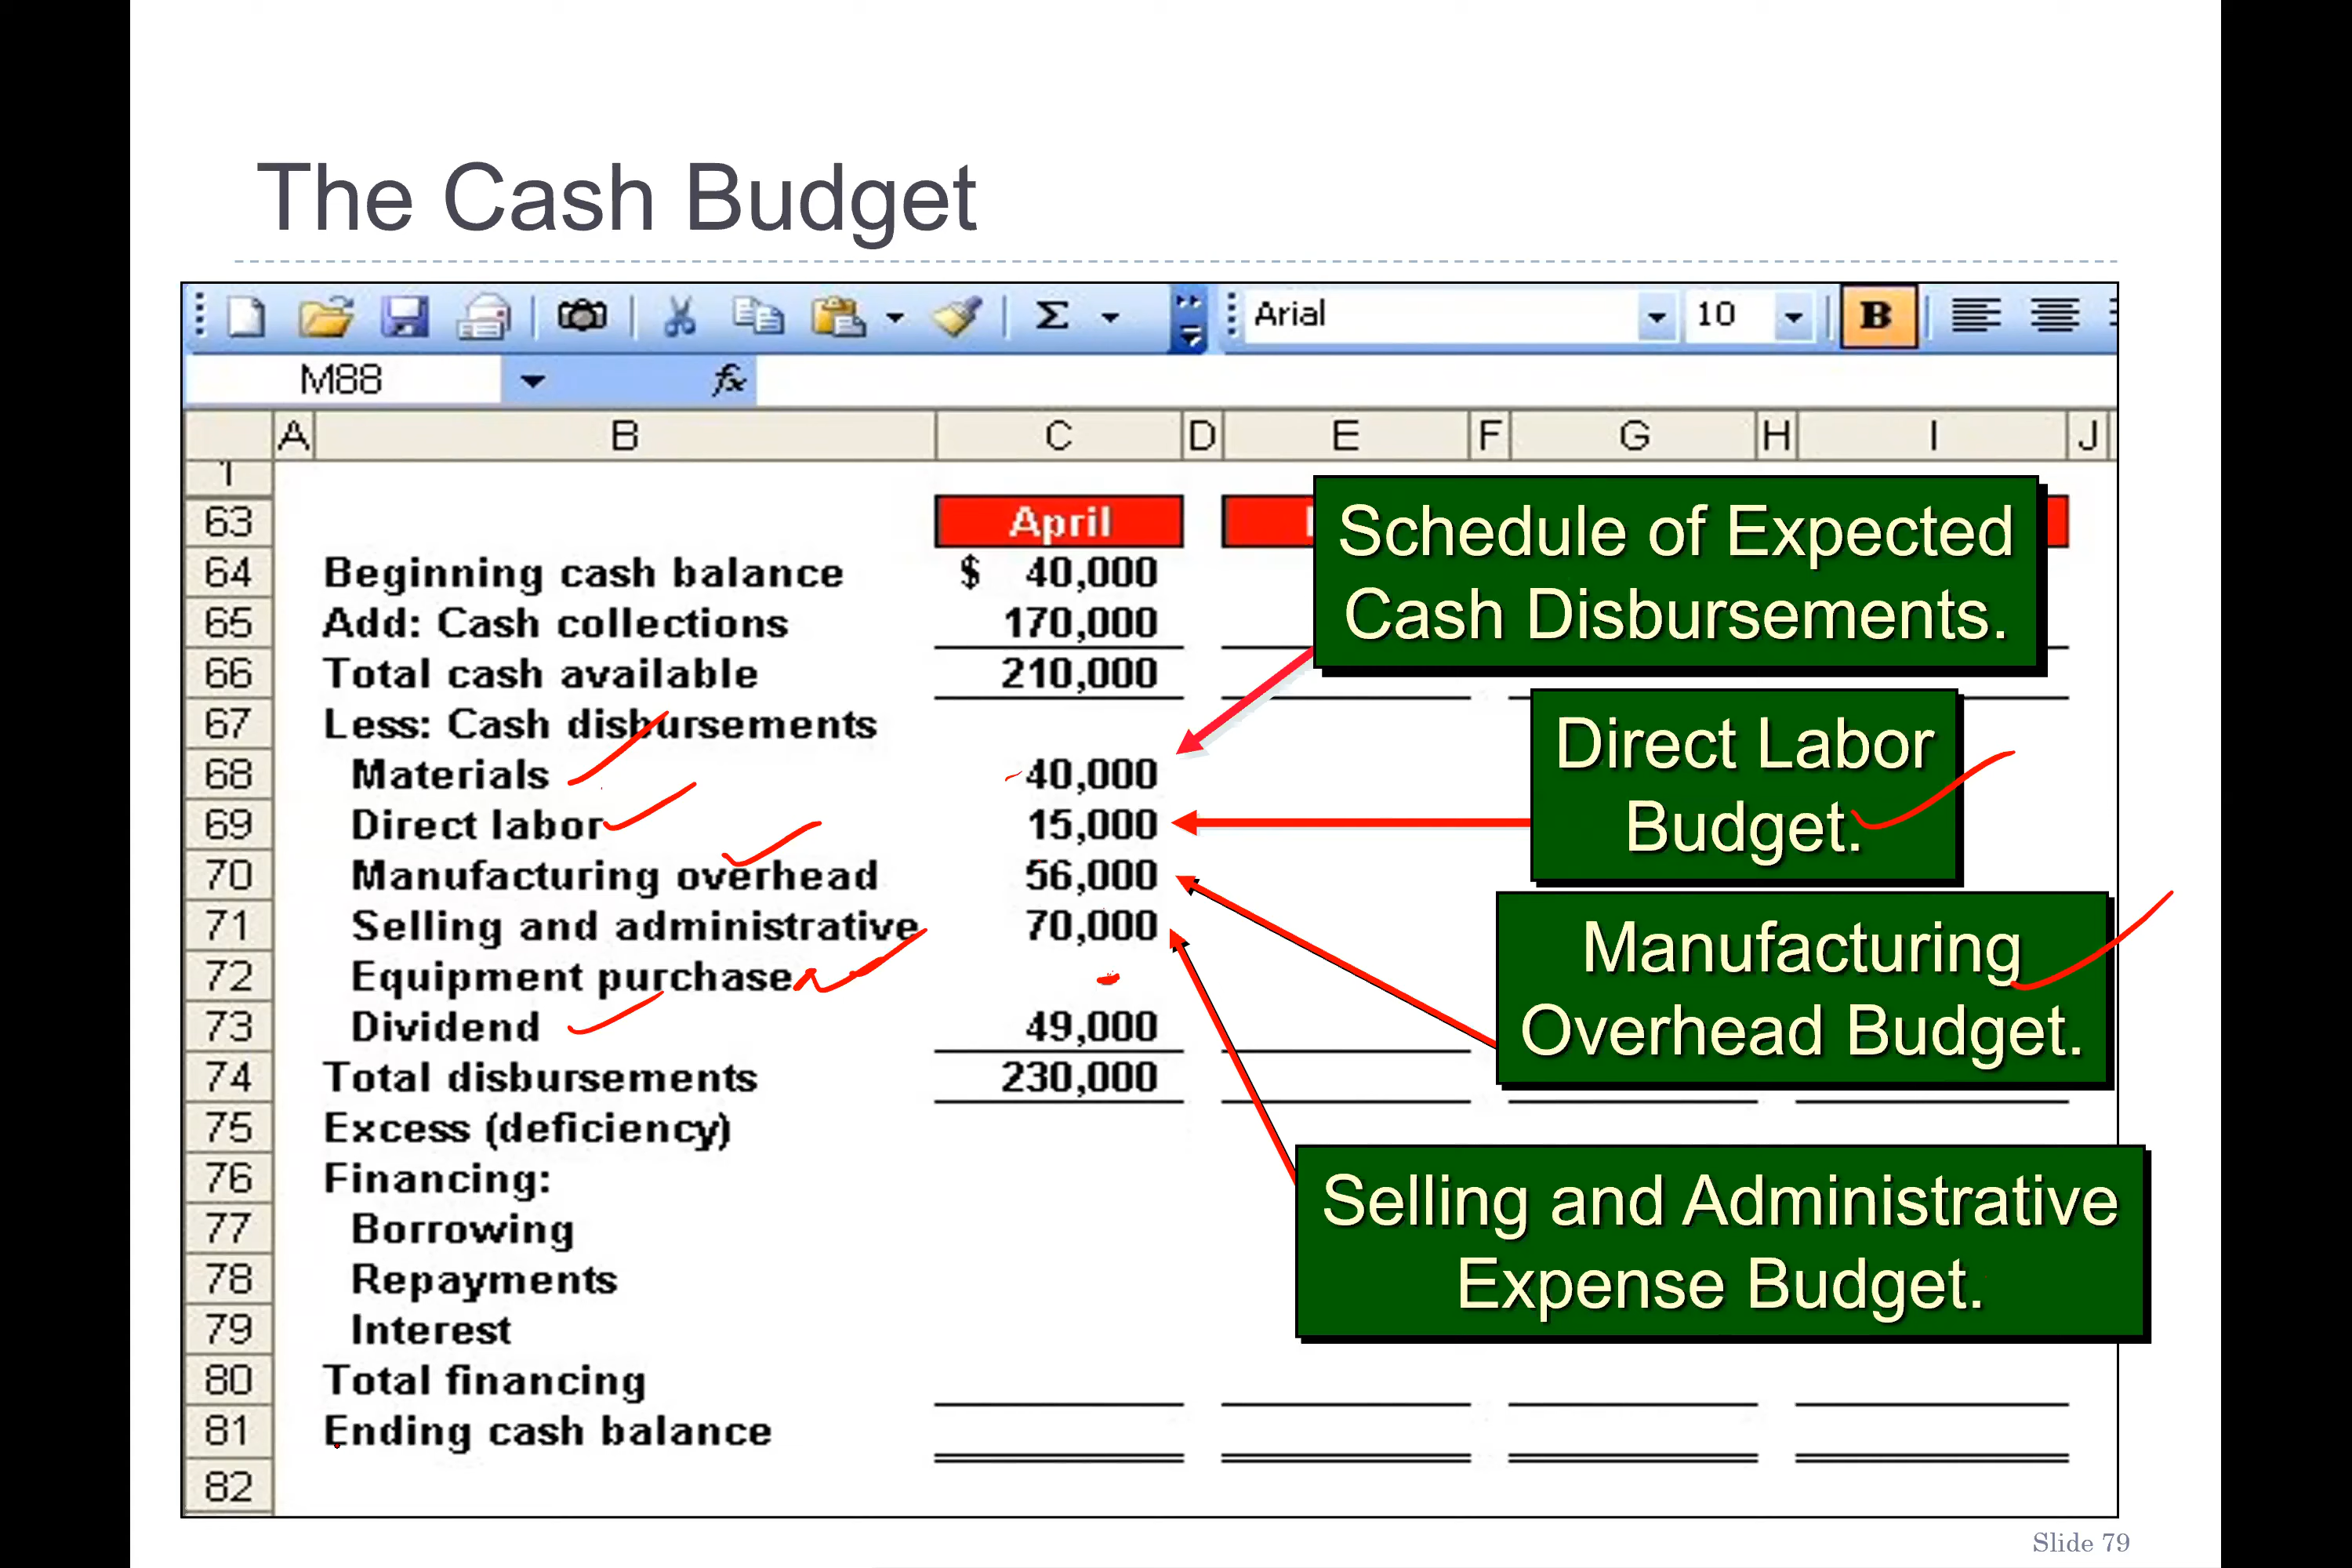 The Cash Budget
Arial 10 B
M88 fx
A B C D E F G H I J
1
63 April
64 Beginning cash balance $ 40,000
65 Add: Cash collections 170,000
66 Total cash available 210,000
67 Less: Cash disbursements
68 Materials 40,000
69 Direct labor 15,000
70 Manufacturing overhead 56,000
71 Selling and administrative 70,000
72 Equipment purchase -
73 Dividend 49,000
74 Total disbursements 230,000
75 Excess (deficiency)
76 Financing:
77 Borrowing
78 Repayments
79 Interest
80 Total financing
81 Ending cash balance
82
Schedule of Expected
Cash Disbursements.
Direct Labor
Budget.
Manufacturing
Overhead Budget.
Selling and Administrative
Expense Budget.
Slide 79